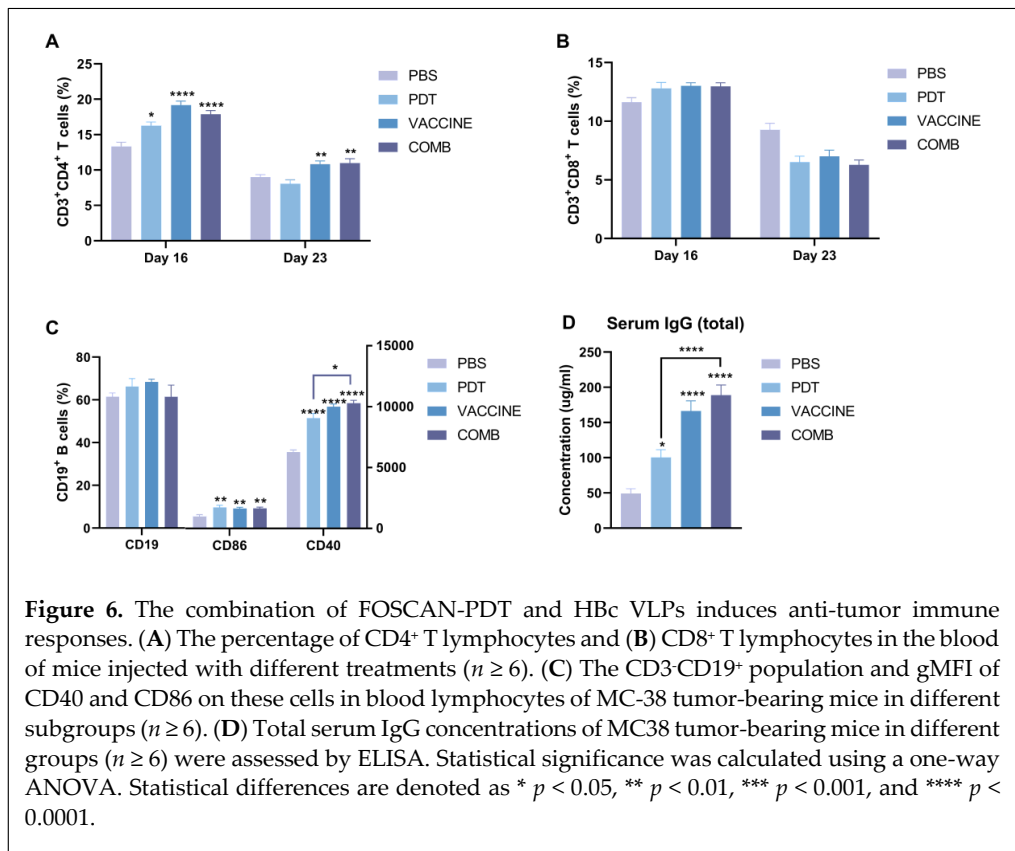 A
CD3+CD4+ T cells (%)
25
20
15
10
5
0
*
****
****
**
**
Day 16
Day 23
PBS
PDT
VACCINE
COMB
B
CD3+CD8+ T cells (%)
15
10
5
0
Day 16
Day 23
PBS
PDT
VACCINE
COMB
C
CD19+ B cells (%)
80
60
40
20
0
**
**
**
*
****
****
****
15000
10000
5000
0
CD19
CD86
CD40
PBS
PDT
VACCINE
COMB
D Serum IgG (total)
Concentration (ug/ml)
250
200
150
100
50
0
****
*
****
****
PBS
PDT
VACCINE
COMB
Figure 6. The combination of FOSCAN-PDT and HBc VLPs induces anti-tumor immune
responses. (A) The percentage of CD4+ T lymphocytes and (B) CD8+ T lymphocytes in the blood
of mice injected with different treatments (n ≥ 6). (C) The CD3-CD19+ population and gMFI of
CD40 and CD86 on these cells in blood lymphocytes of MC-38 tumor-bearing mice in different
subgroups (n ≥ 6). (D) Total serum IgG concentrations of MC38 tumor-bearing mice in different
groups (n ≥ 6) were assessed by ELISA. Statistical significance was calculated using a one-way
ANOVA. Statistical differences are denoted as * p < 0.05, ** p < 0.01, *** p < 0.001, and **** p <
0.0001.